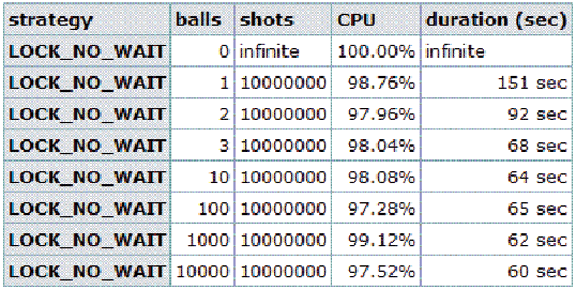 strategy balls shots CPU duration (sec)
LOCK_NO_WAIT 0 infinite 100.00% infinite
LOCK_NO_WAIT 1 10000000 98.76% 151 sec
LOCK_NO_WAIT 2 10000000 97.96% 92 sec
LOCK_NO_WAIT 3 10000000 98.04% 68 sec
LOCK_NO_WAIT 10 10000000 98.08% 64 sec
LOCK_NO_WAIT 100 10000000 97.28% 65 sec
LOCK_NO_WAIT 1000 10000000 99.12% 62 sec
LOCK_NO_WAIT 10000 10000000 97.52% 60 sec